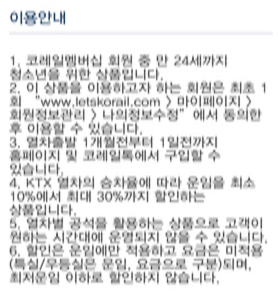 이용안내
1. 코레일멤버십 회원 중 만 24세까지
청소년을 위한 상품입니다.
2. 이 상품을 이용하고자 하는 회원은 최초 1
회 “www.letskorail.com > 마이페이지 >
회원정보관리 > 나의정보수정” 에서 동의한
후 이용할 수 있습니다.
3. 열차출발 1개월전부터 1일전까지
홈페이지 및 코레일톡에서 구입할 수
있습니다.
4. KTX 열차의 승차율에 따라 운임을 최소
10%에서 최대 30%까지 할인하는
상품입니다.
5. 열차별 공석을 활용하는 상품으로 고객이
원하는 시간대에 운영되지 않을 수 있습니다.
6. 할인은 운임에만 적용하고 요금은 미적용
(특실/우등실은 운임, 요금으로 구분)되며,
최저운임 이하로 할인하지 않습니다.